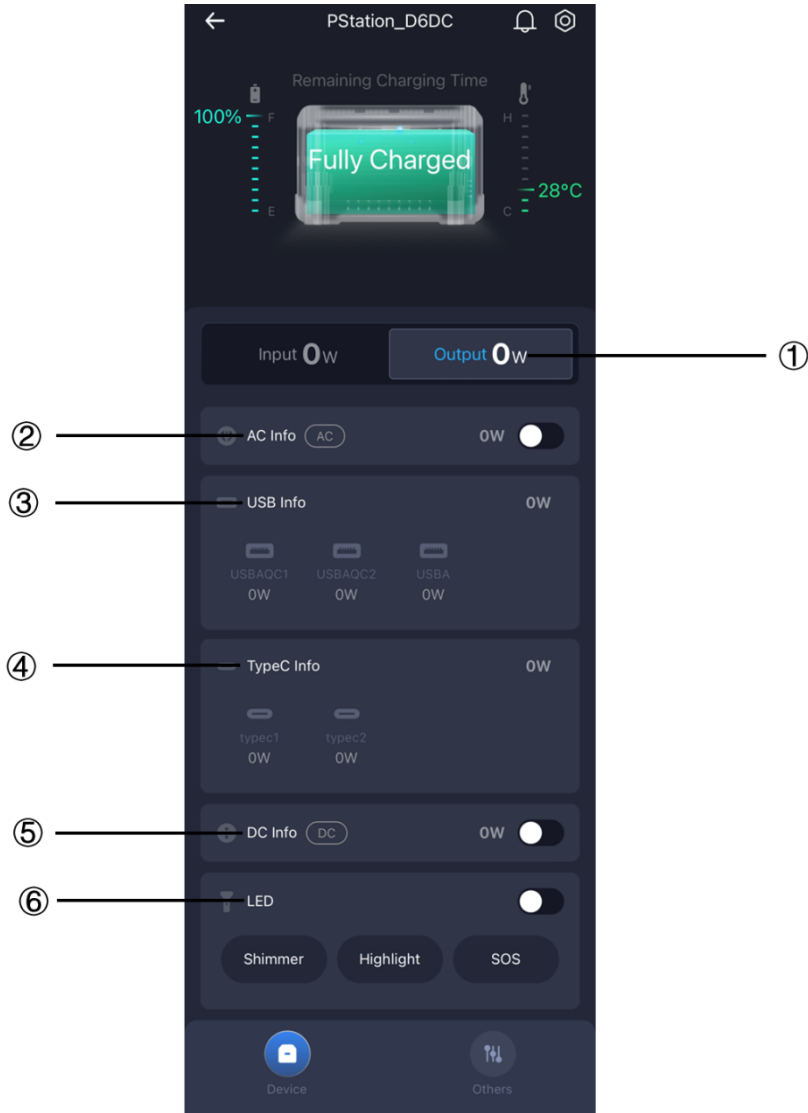 PStation_D6DC
Remaining Charging Time
100%
F
H
Fully Charged
28°C
E
C
Input 0W
Output 0W
①
②
AC Info
AC
0W
③
USB Info
0W
USBAQC1
USBAQC2
USBA
0W
0W
0W
④
TypeC Info
0W
typec1
typec2
0W
0W
⑤
DC Info
DC
0W
⑥
LED
Shimmer
Highlight
SOS
Device
Others